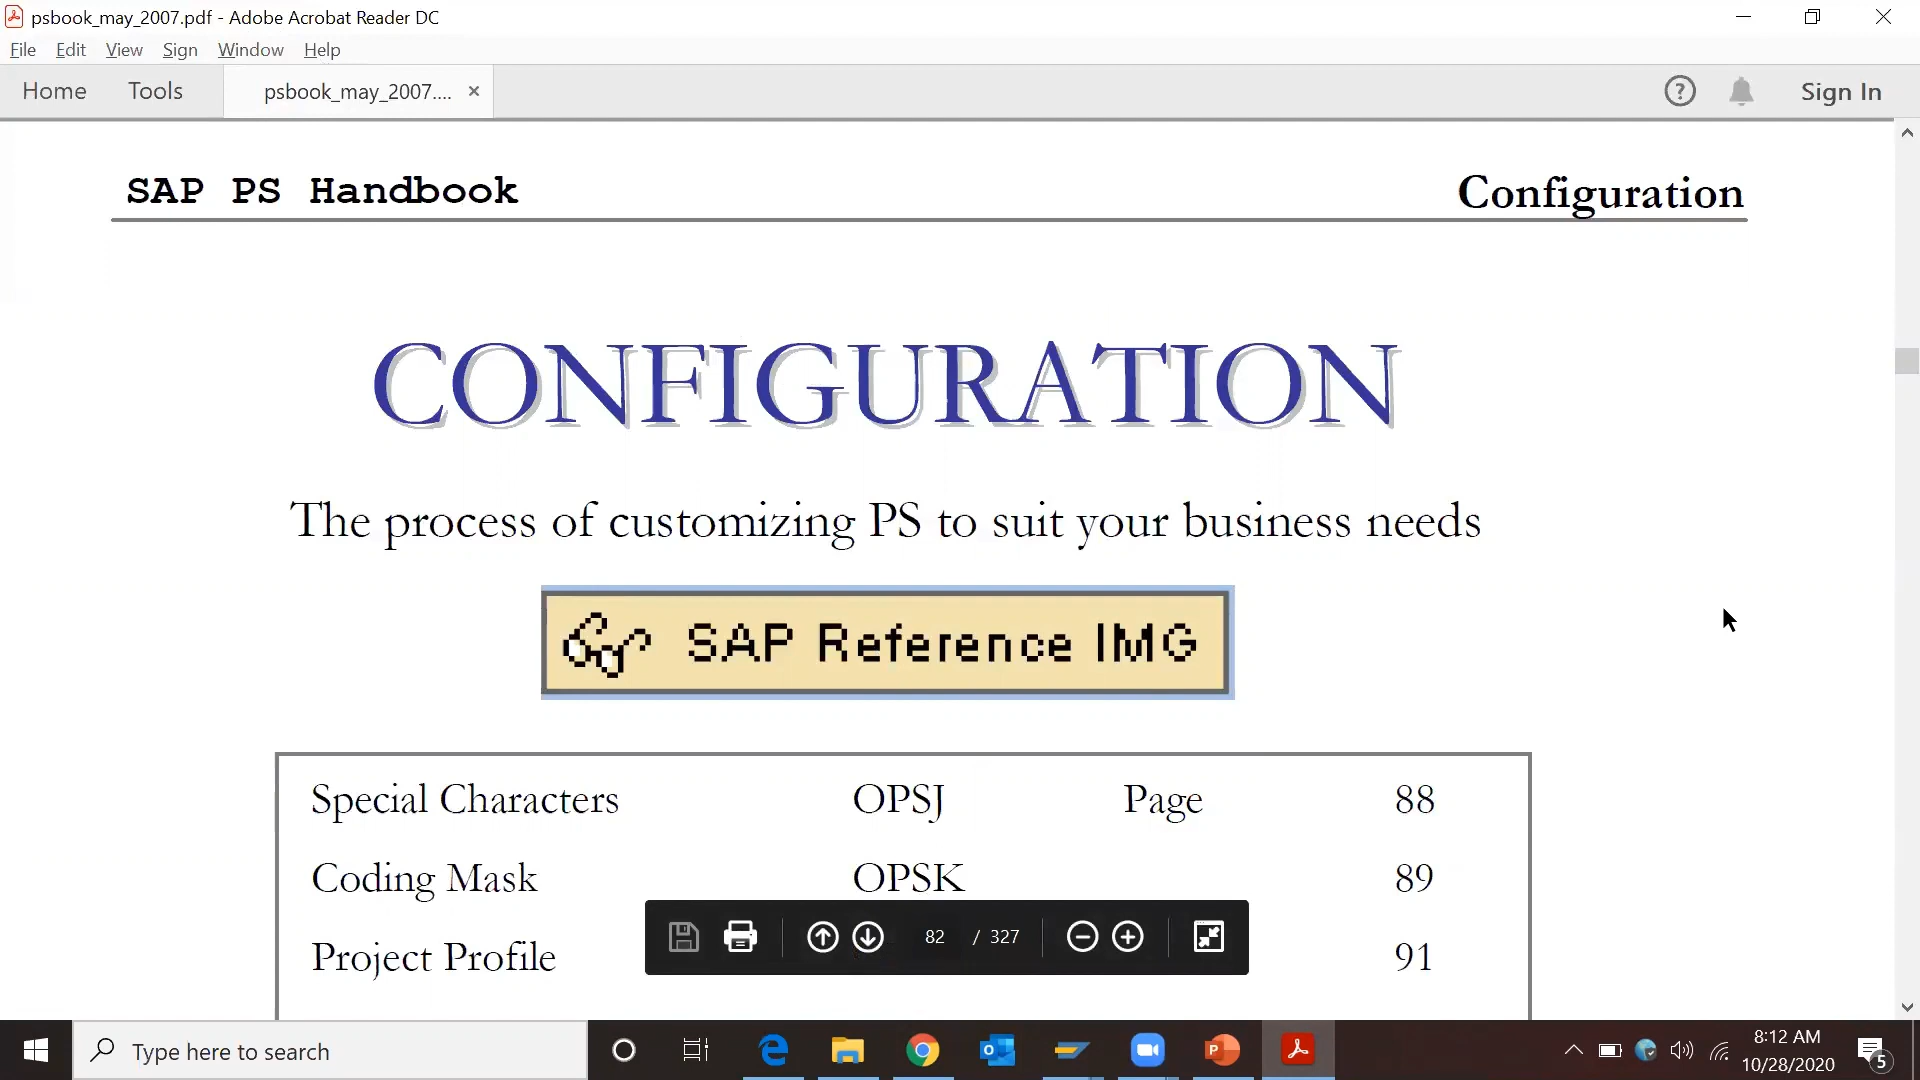 psbook_may_2007.pdf - Adobe Acrobat Reader DC
File Edit View Sign Window Help
Home Tools psbook_may_2007.... × ? Sign In
SAP PS Handbook Configuration
CONFIGURATION
The process of customizing PS to suit your business needs
SAP Reference IMG
Special Characters OPSJ Page 88
Coding Mask OPSK 89
Project Profile 91
82 / 327
Type here to search
8:12 AM
10/28/2020
5